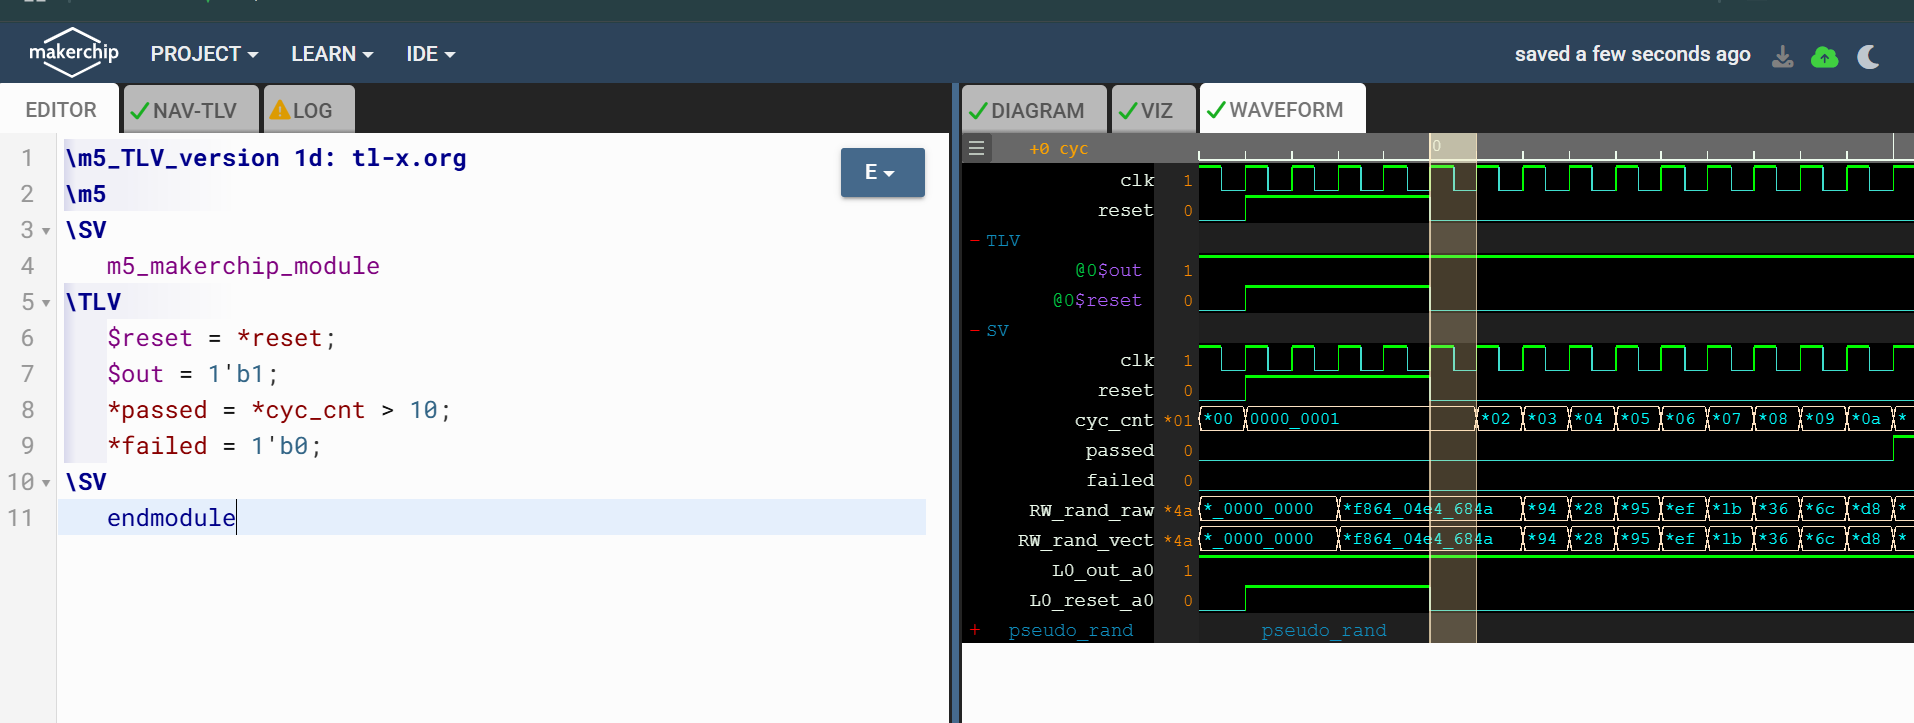 makerchip PROJECT LEARN IDE saved a few seconds ago
EDITOR NAV-TLV LOG
1 \m5_TLV_version 1d: tl-x.org
2 \m5
3 \SV
4 m5_makerchip_module
5 \TLV
6 $reset = *reset;
7 $out = 1'b1;
8 *passed = *cyc_cnt > 10;
9 *failed = 1'b0;
10 \SV
11 endmodule
E
DIAGRAM VIZ WAVEFORM
+0 cyc 0
clk 1
reset 0
- TLV
@0$out 1
@0$reset 0
- SV
clk 1
reset 0
cyc_cnt *01 *00 0000_0001 *02 *03 *04 *05 *06 *07 *08 *09 *0a *
passed 0
failed 0
RW_rand_raw *4a *_0000_0000 *f864_04e4_684a *94 *28 *95 *ef *1b *36 *6c *d8 *
RW_rand_vect *4a *_0000_0000 *f864_04e4_684a *94 *28 *95 *ef *1b *36 *6c *d8 *
L0_out_a0 1
L0_reset_a0 0
+ pseudo_rand pseudo_rand